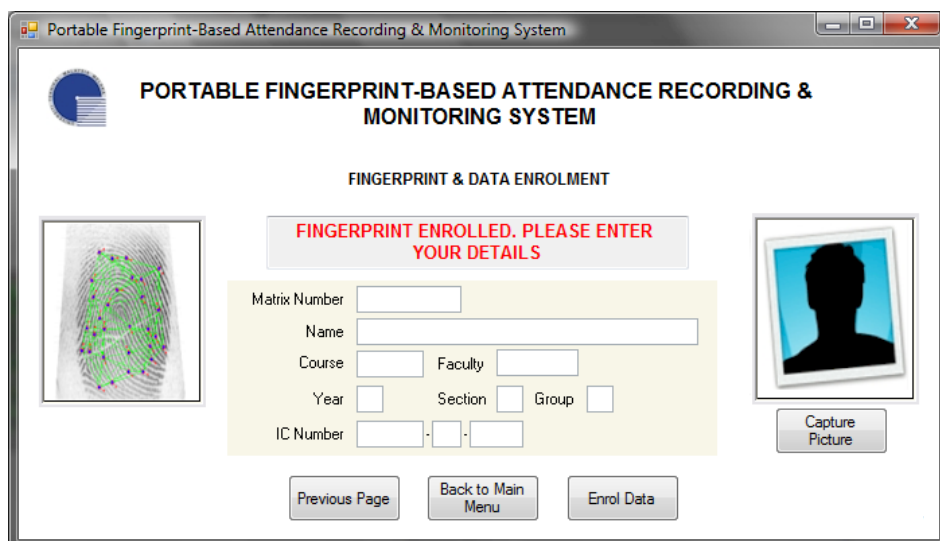 Portable Fingerprint-Based Attendance Recording & Monitoring System
PORTABLE FINGERPRINT-BASED ATTENDANCE RECORDING &
MONITORING SYSTEM
FINGERPRINT & DATA ENROLMENT
FINGERPRINT ENROLLED. PLEASE ENTER
YOUR DETAILS
Matrix Number
Name
Course Faculty
Year Section Group
IC Number - -
Capture
Picture
Previous Page
Back to Main
Menu
Enrol Data